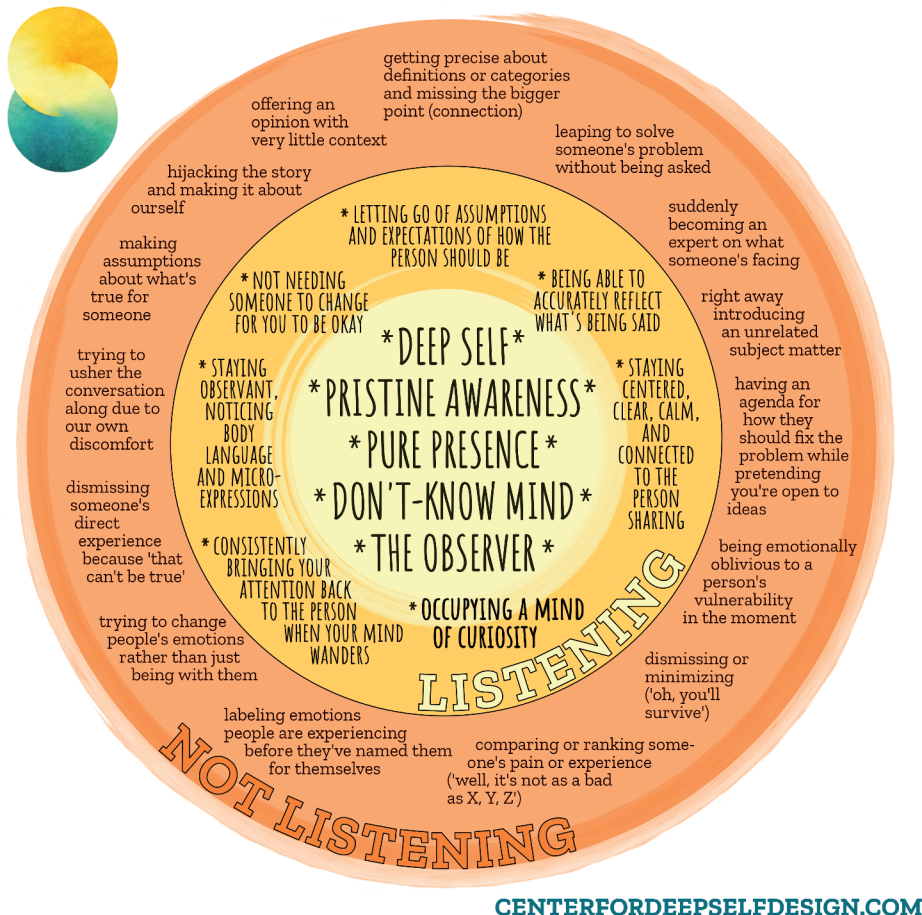 getting precise about
definitions or categories
and missing the bigger
point (connection)
leaping to solve
someone's problem
without being asked
suddenly
becoming an
expert on what
someone's facing
right away
introducing
an unrelated
subject matter
having an
agenda for
how they
should fix the
problem while
pretending
you're open to
ideas
being emotionally
oblivious to a
person's
vulnerability
in the moment
dismissing or
minimizing
('oh, you'll
survive')
comparing or ranking some-
one's pain or experience
('well, it's not as a bad
as X, Y, Z')
labeling emotions
people are experiencing
before they've named them
for themselves
trying to change
people's emotions
rather than just
being with them
dismissing
someone's
direct
experience
because 'that
can't be true'
trying to
usher the
conversation
along due to
our own
discomfort
making
assumptions
about what's
true for
someone
hijacking the story
and making it about
ourself
offering an
opinion with
very little context
NOT LISTENING
* LETTING GO OF ASSUMPTIONS
AND EXPECTATIONS OF HOW THE
PERSON SHOULD BE
* BEING ABLE TO
ACCURATELY REFLECT
WHAT'S BEING SAID
* STAYING
CENTERED,
CLEAR, CALM,
AND
CONNECTED
TO THE
PERSON
SHARING
* OCCUPYING A MIND
OF CURIOSITY
* CONSISTENTLY
BRINGING YOUR
ATTENTION BACK
TO THE PERSON
WHEN YOUR MIND
WANDERS
* STAYING
OBSERVANT,
NOTICING
BODY
LANGUAGE
AND MICRO-
EXPRESSIONS
* NOT NEEDING
SOMEONE TO CHANGE
FOR YOU TO BE OKAY
LISTENING
*DEEP SELF*
*PRISTINE AWARENESS*
*PURE PRESENCE*
*DON'T-KNOW MIND*
*THE OBSERVER*
CENTERFORDEEPSELFDESIGN.COM